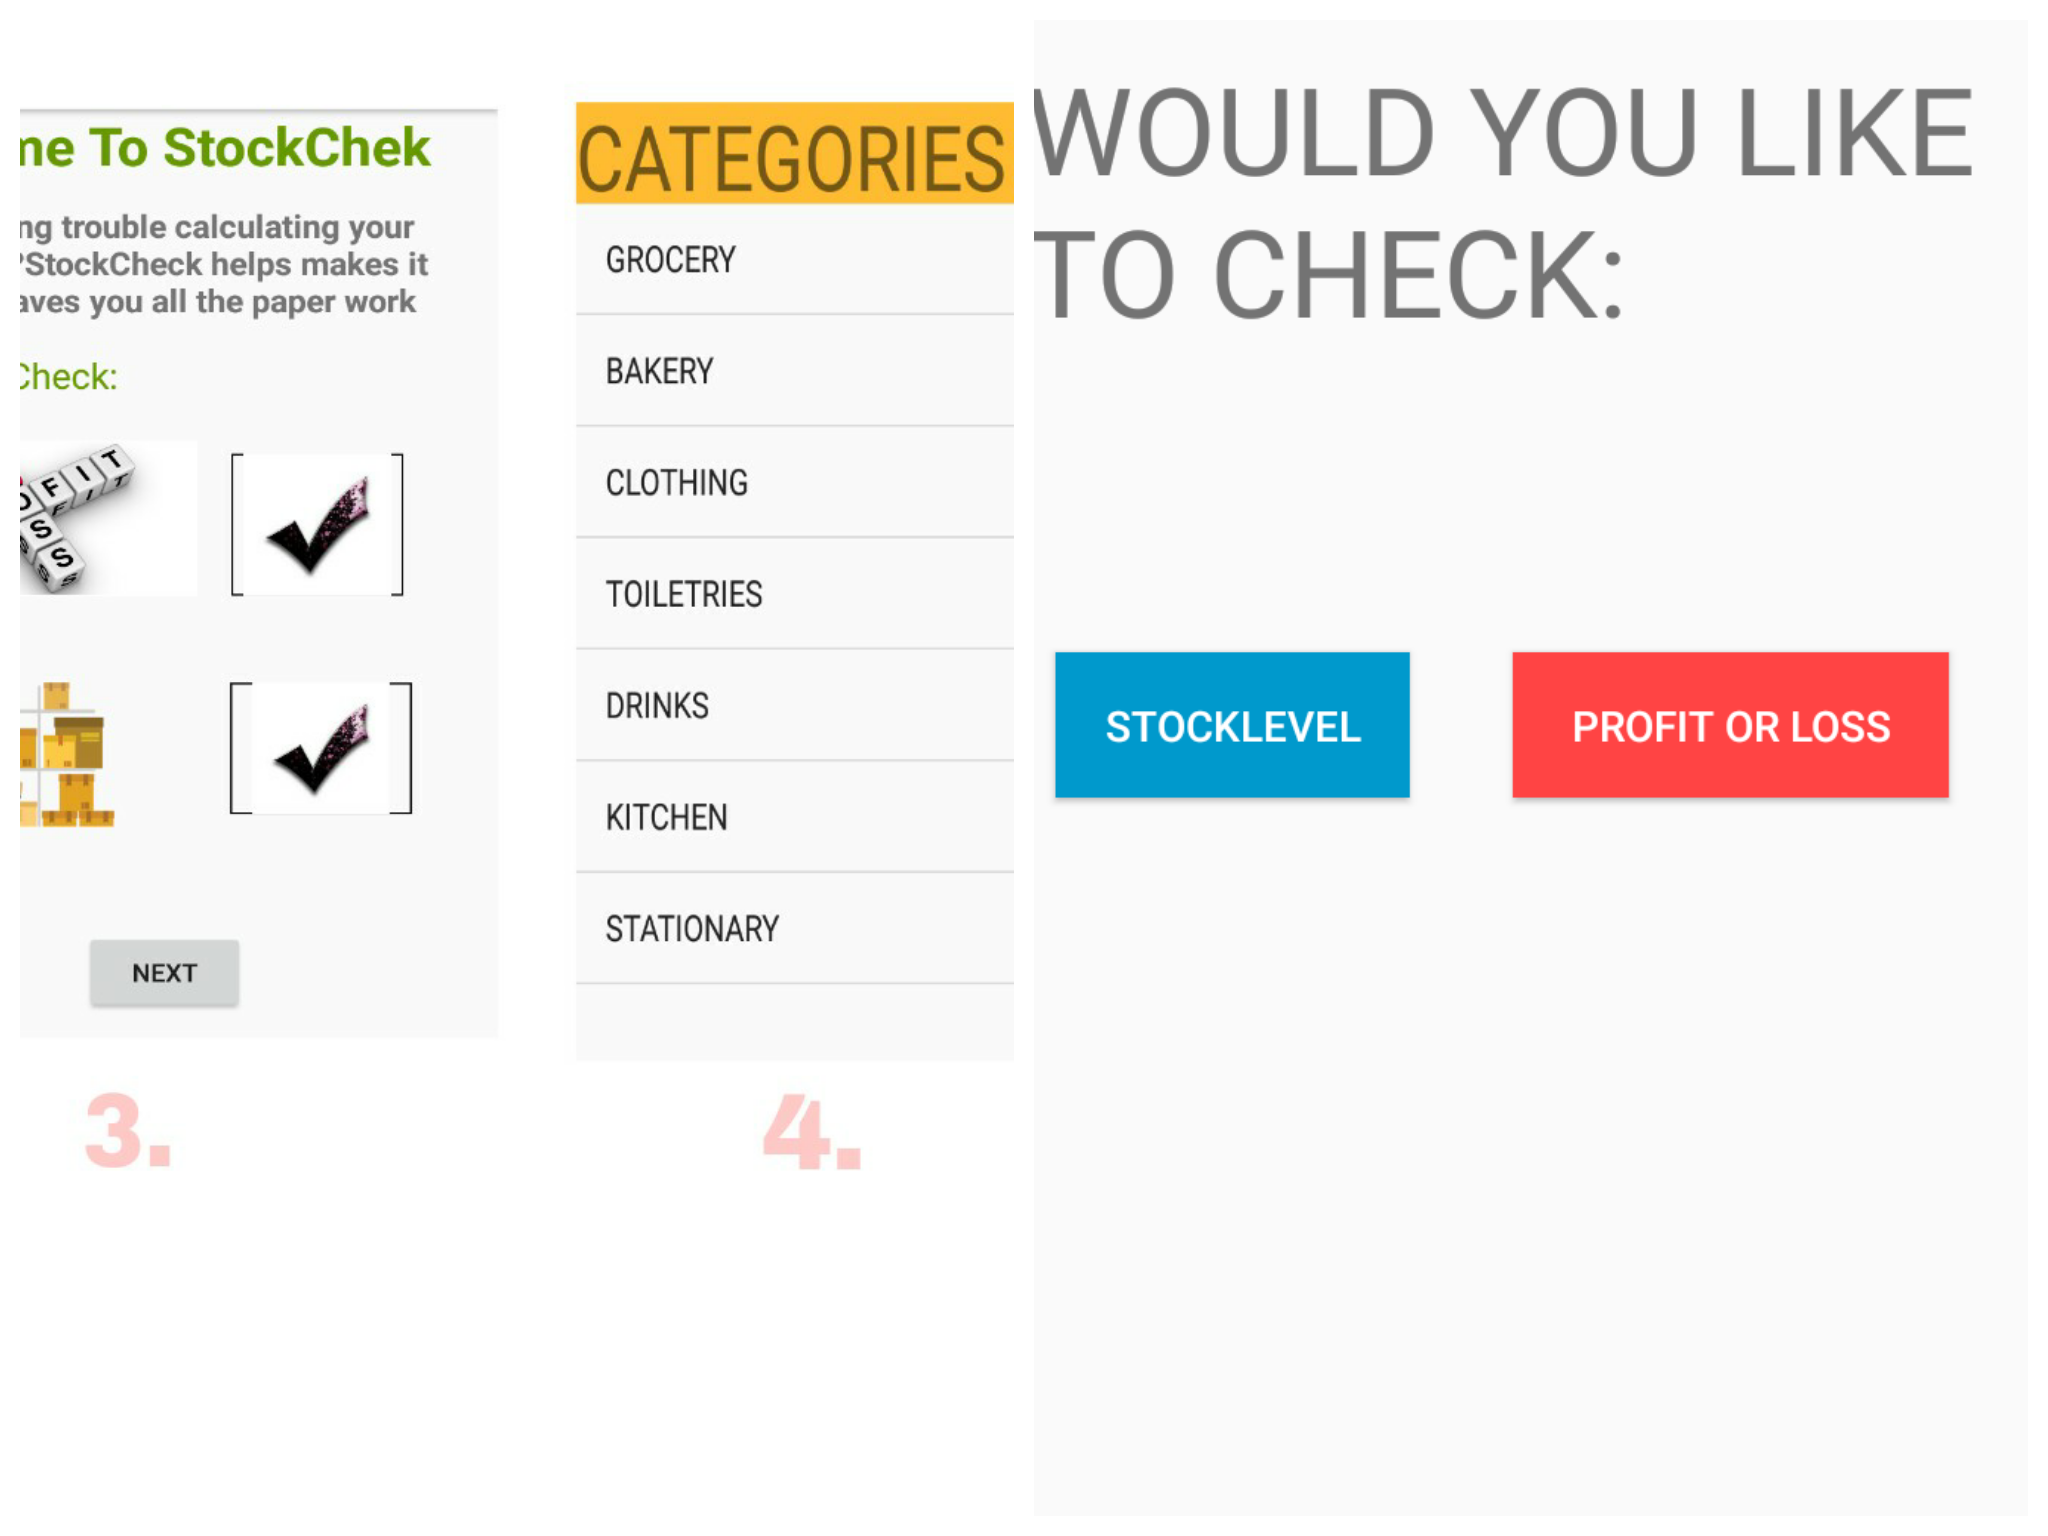 me To StockChek
ng trouble calculating your
?StockCheck helps makes it
aves you all the paper work
Check:
OFIT
SS
NEXT
3.
CATEGORIES
GROCERY
BAKERY
CLOTHING
TOILETRIES
DRINKS
KITCHEN
STATIONARY
4.
WOULD YOU LIKE
TO CHECK:
STOCKLEVEL
PROFIT OR LOSS